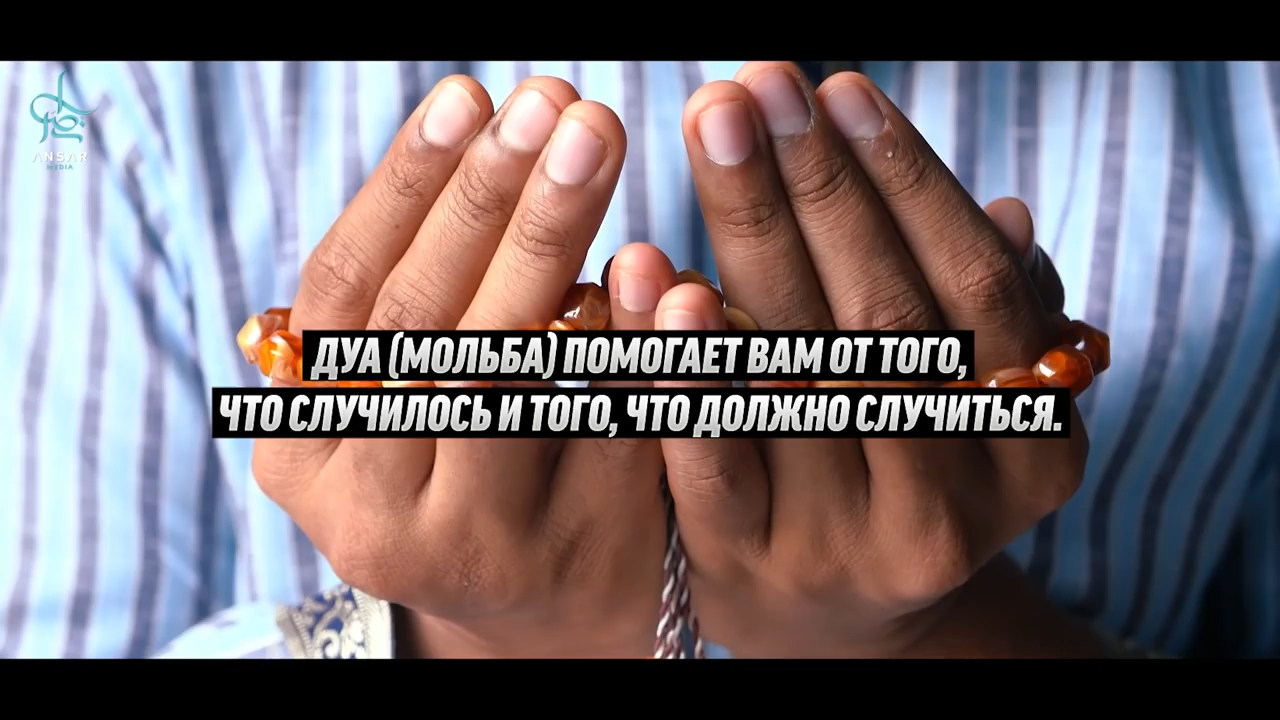 ANSAR
MEDIA
ДУА (МОЛЬБА) ПОМОГАЕТ ВАМ ОТ ТОГО,
ЧТО СЛУЧИЛОСЬ И ТОГО, ЧТО ДОЛЖНО СЛУЧИТЬСЯ.